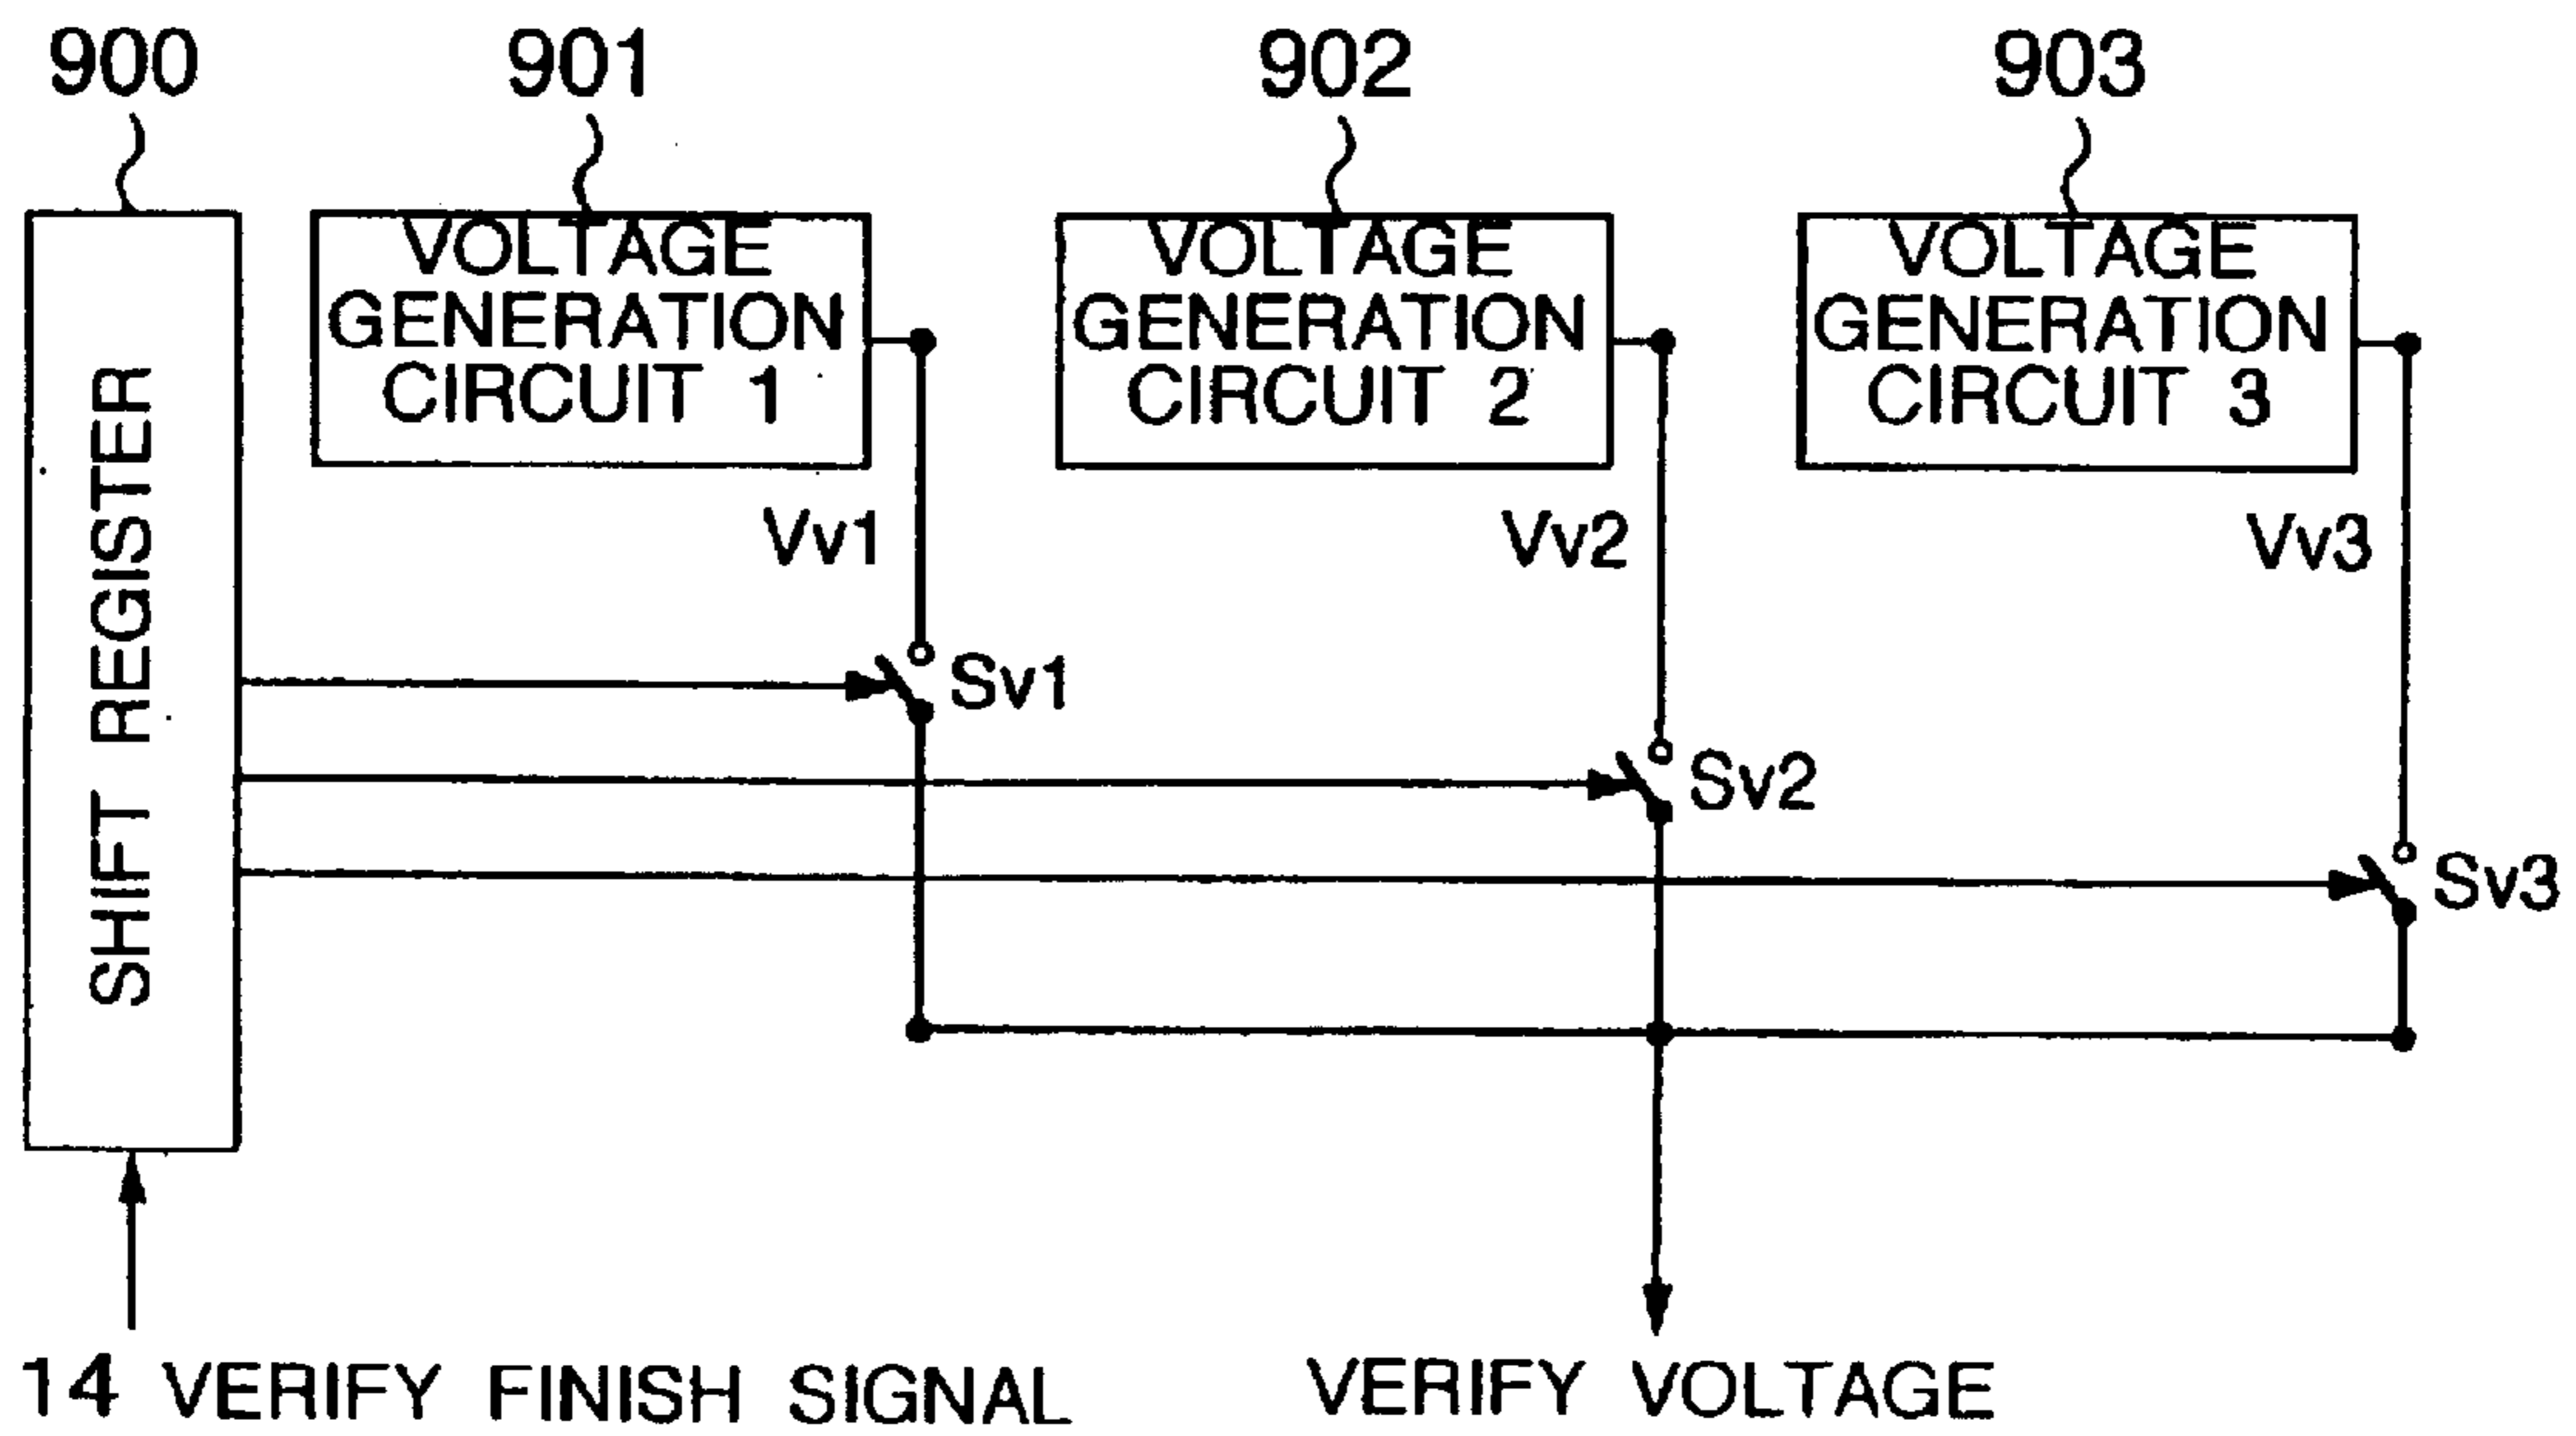 900
901
902
903
SHIFT REGISTER
VOLTAGE
GENERATION
CIRCUIT 1
VOLTAGE
GENERATION
CIRCUIT 2
VOLTAGE
GENERATION
CIRCUIT 3
Vv1
Vv2
Vv3
Sv1
Sv2
Sv3
14 VERIFY FINISH SIGNAL
VERIFY VOLTAGE